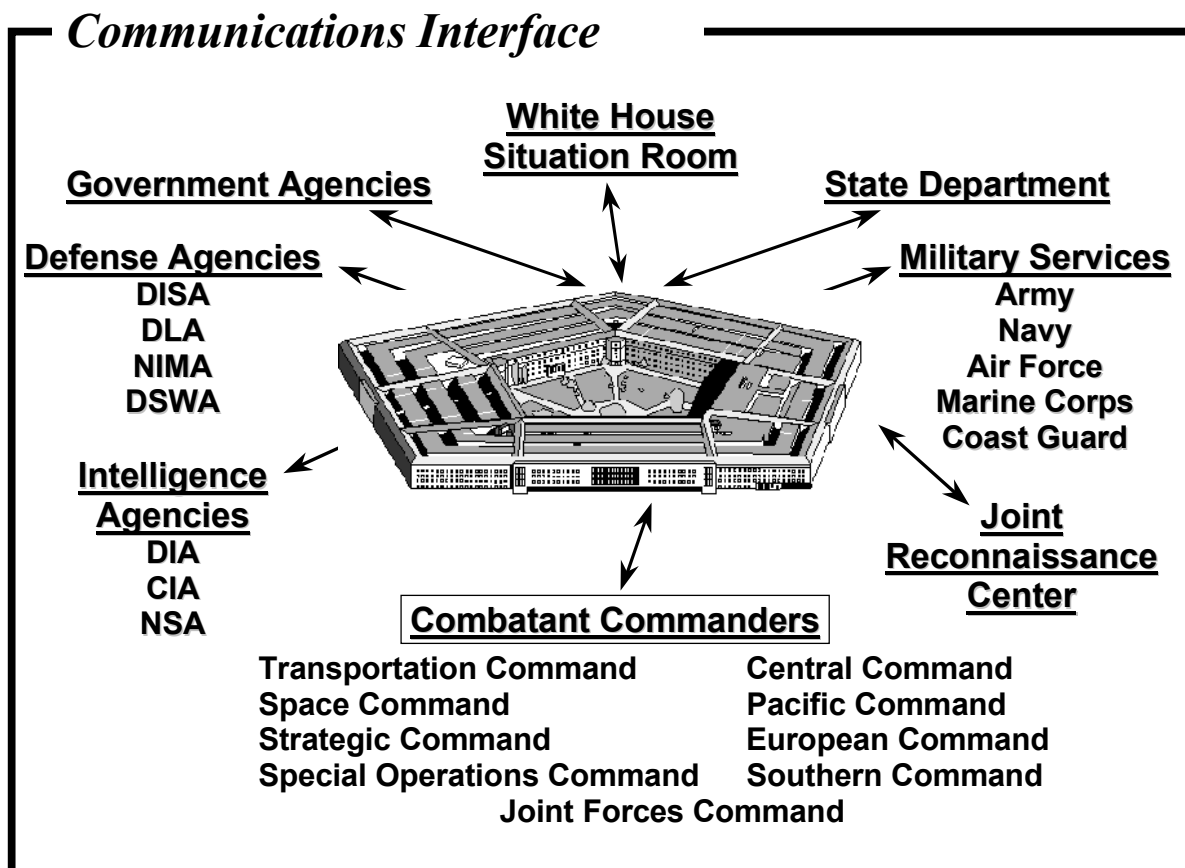 Communications Interface
White House
Situation Room
Government Agencies
State Department
Defense Agencies
DISA
DLA
NIMA
DSWA
Military Services
Army
Navy
Air Force
Marine Corps
Coast Guard
Intelligence
Agencies
DIA
CIA
NSA
Joint
Reconnaissance
Center
Combatant Commanders
Transportation Command
Space Command
Strategic Command
Special Operations Command
Central Command
Pacific Command
European Command
Southern Command
Joint Forces Command